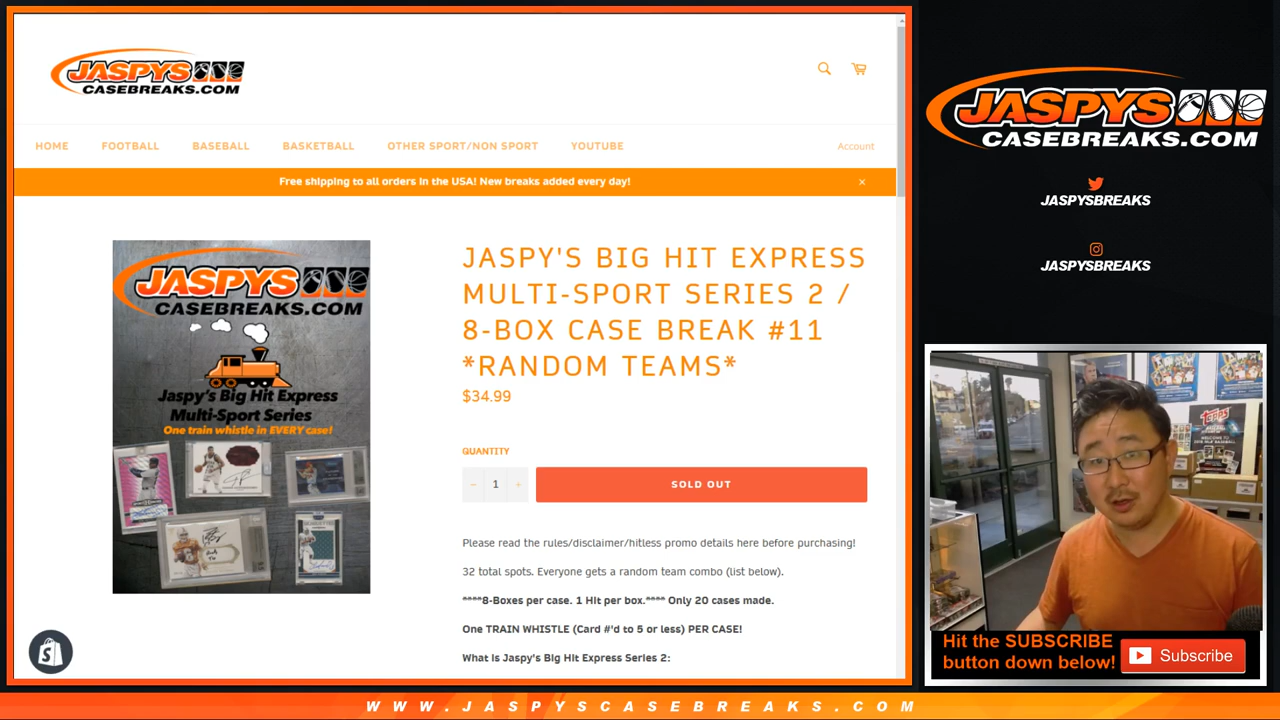 JASPYS
CASEBREAKS.COM
HOME FOOTBALL BASEBALL BASKETBALL OTHER SPORT/NON SPORT YOUTUBE Account
Free shipping to all orders in the USA! New breaks added every day! ×
JASPYS
CASEBREAKS.COM
Jaspy's Big Hit Express
Multi-Sport Series
One train whistle in EVERY case!
JASPY'S BIG HIT EXPRESS
MULTI-SPORT SERIES 2 /
8-BOX CASE BREAK #11
*RANDOM TEAMS*
$34.99
QUANTITY
− 1 + SOLD OUT
Please read the rules/disclaimer/hitless promo details here before purchasing!
32 total spots. Everyone gets a random team combo (list below).
****8-Boxes per case. 1 Hit per box.**** Only 20 cases made.
One TRAIN WHISTLE (Card #'d to 5 or less) PER CASE!
What is Jaspy's Big Hit Express Series 2:
JASPYS
CASEBREAKS.COM
JASPYSBREAKS
JASPYSBREAKS
Topps
Hit the SUBSCRIBE
button down below!
Subscribe
WWW.JASPYSCASEBREAKS.COM